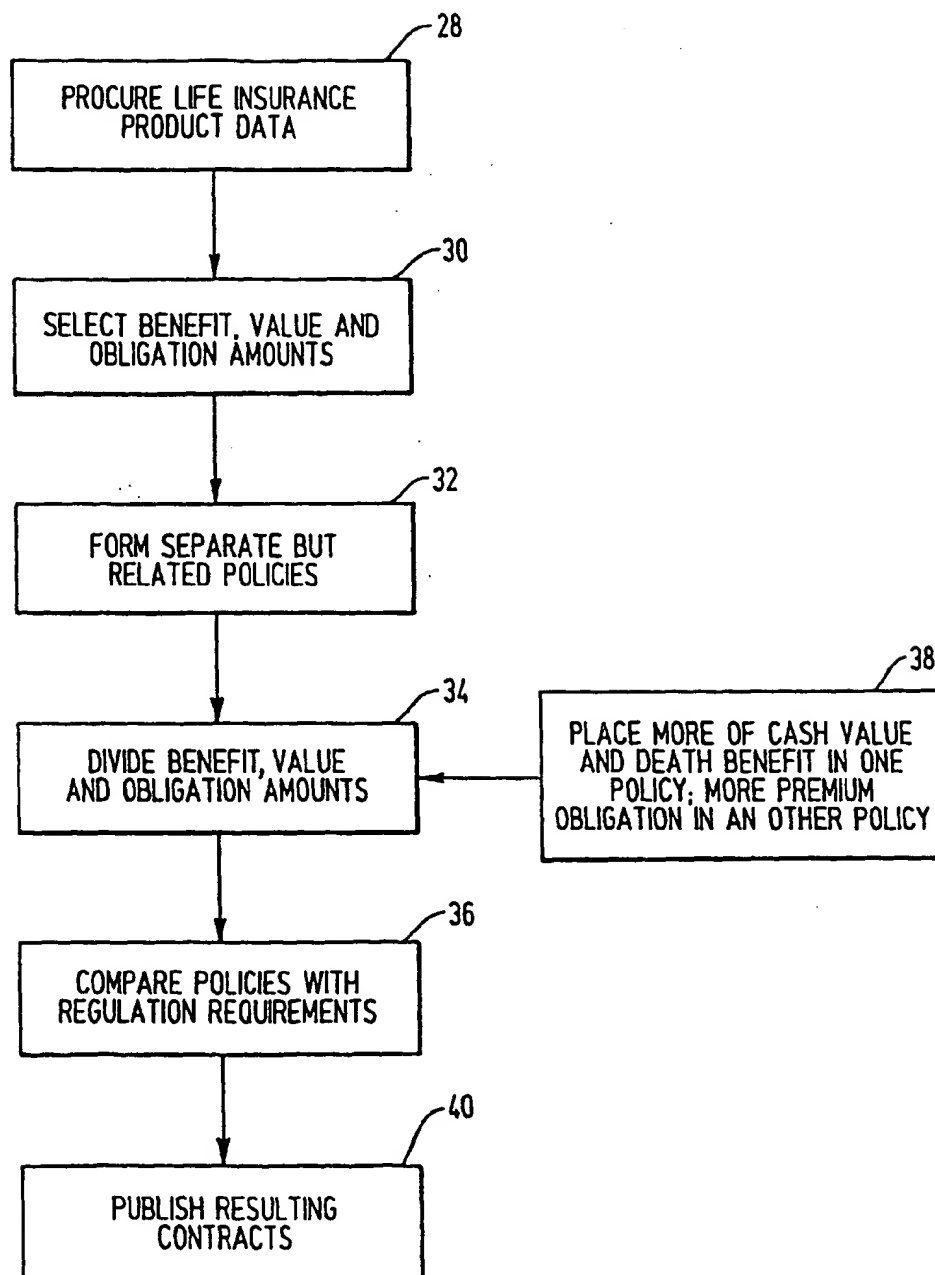 28
PROCURE LIFE INSURANCE
PRODUCT DATA
30
SELECT BENEFIT, VALUE AND
OBLIGATION AMOUNTS
32
FORM SEPARATE BUT
RELATED POLICIES
34
DIVIDE BENEFIT, VALUE
AND OBLIGATION AMOUNTS
38
PLACE MORE OF CASH VALUE
AND DEATH BENEFIT IN ONE
POLICY; MORE PREMIUM
OBLIGATION IN AN OTHER POLICY
36
COMPARE POLICIES WITH
REGULATION REQUIREMENTS
40
PUBLISH RESULTING
CONTRACTS